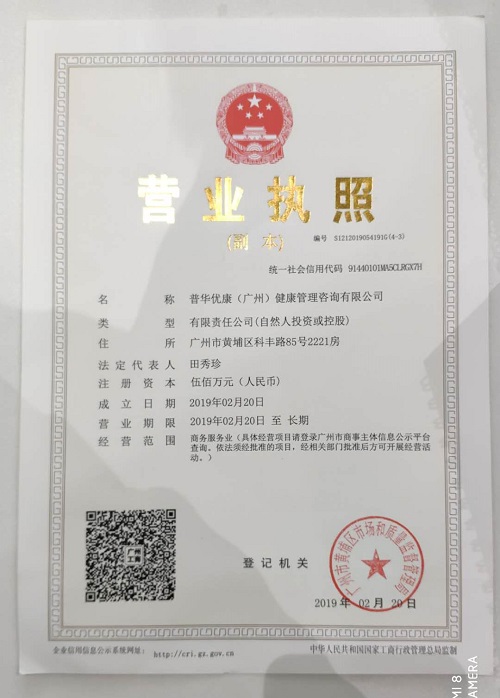 营业执照
(副 本)
编号 S1212019054191G(4-3)
统一社会信用代码 91440101MA5CLRGX7H
名 称 普华优康（广州）健康管理咨询有限公司
类 型 有限责任公司(自然人投资或控股)
住 所 广州市黄埔区科丰路85号2221房
法定代表人 田秀珍
注册资本 伍佰万元（人民币）
成立日期 2019年02月20日
营业期限 2019年02月20日 至 长期
经营范围 商务服务业（具体经营项目请登录广州市商事主体信息公示平台
查询。依法须经批准的项目，经相关部门批准后方可开展经营活
动。）
广州市黄埔区市场和质量监督管理局
登记机关
2019 年 02 月 20 日
企业信用信息公示系统网址: http://cri.gz.gov.cn
中华人民共和国国家工商行政管理总局监制
MI 8
CAMERA